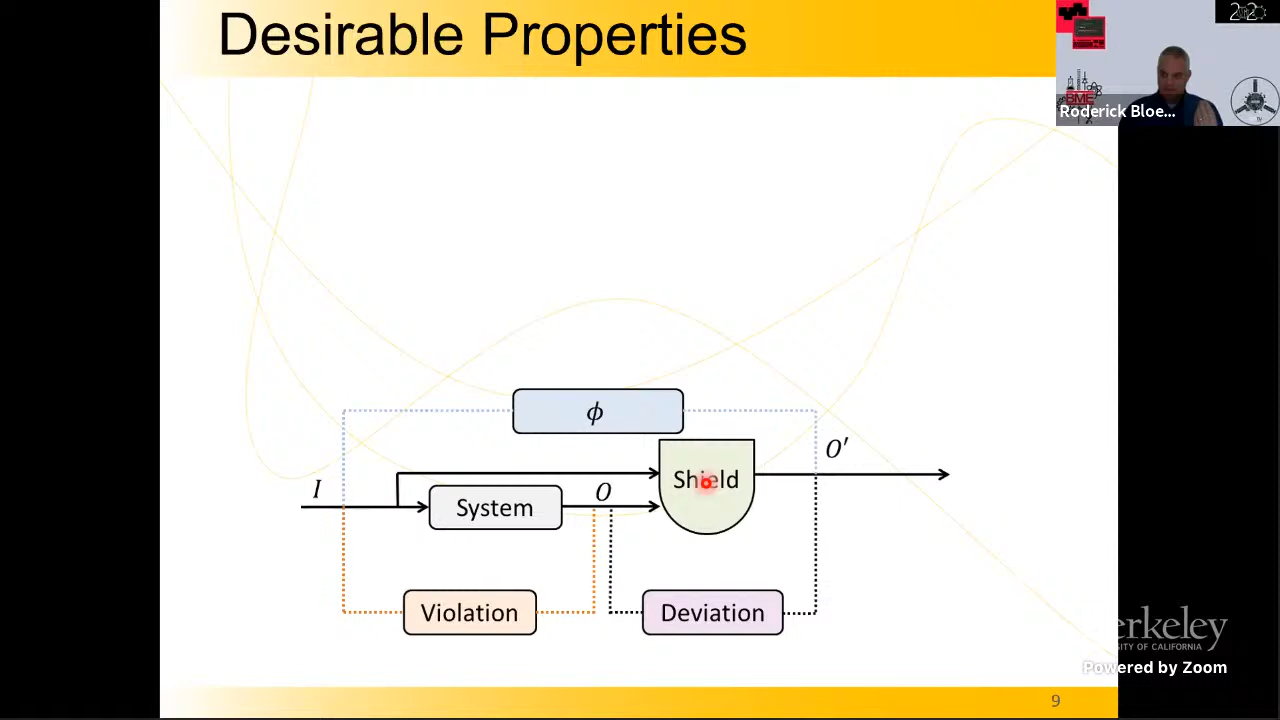 Desirable Properties
Roderick Bloe...
ϕ
O′
Shield
I
O
System
Violation
Deviation
Berkeley
Powered by Zoom
9